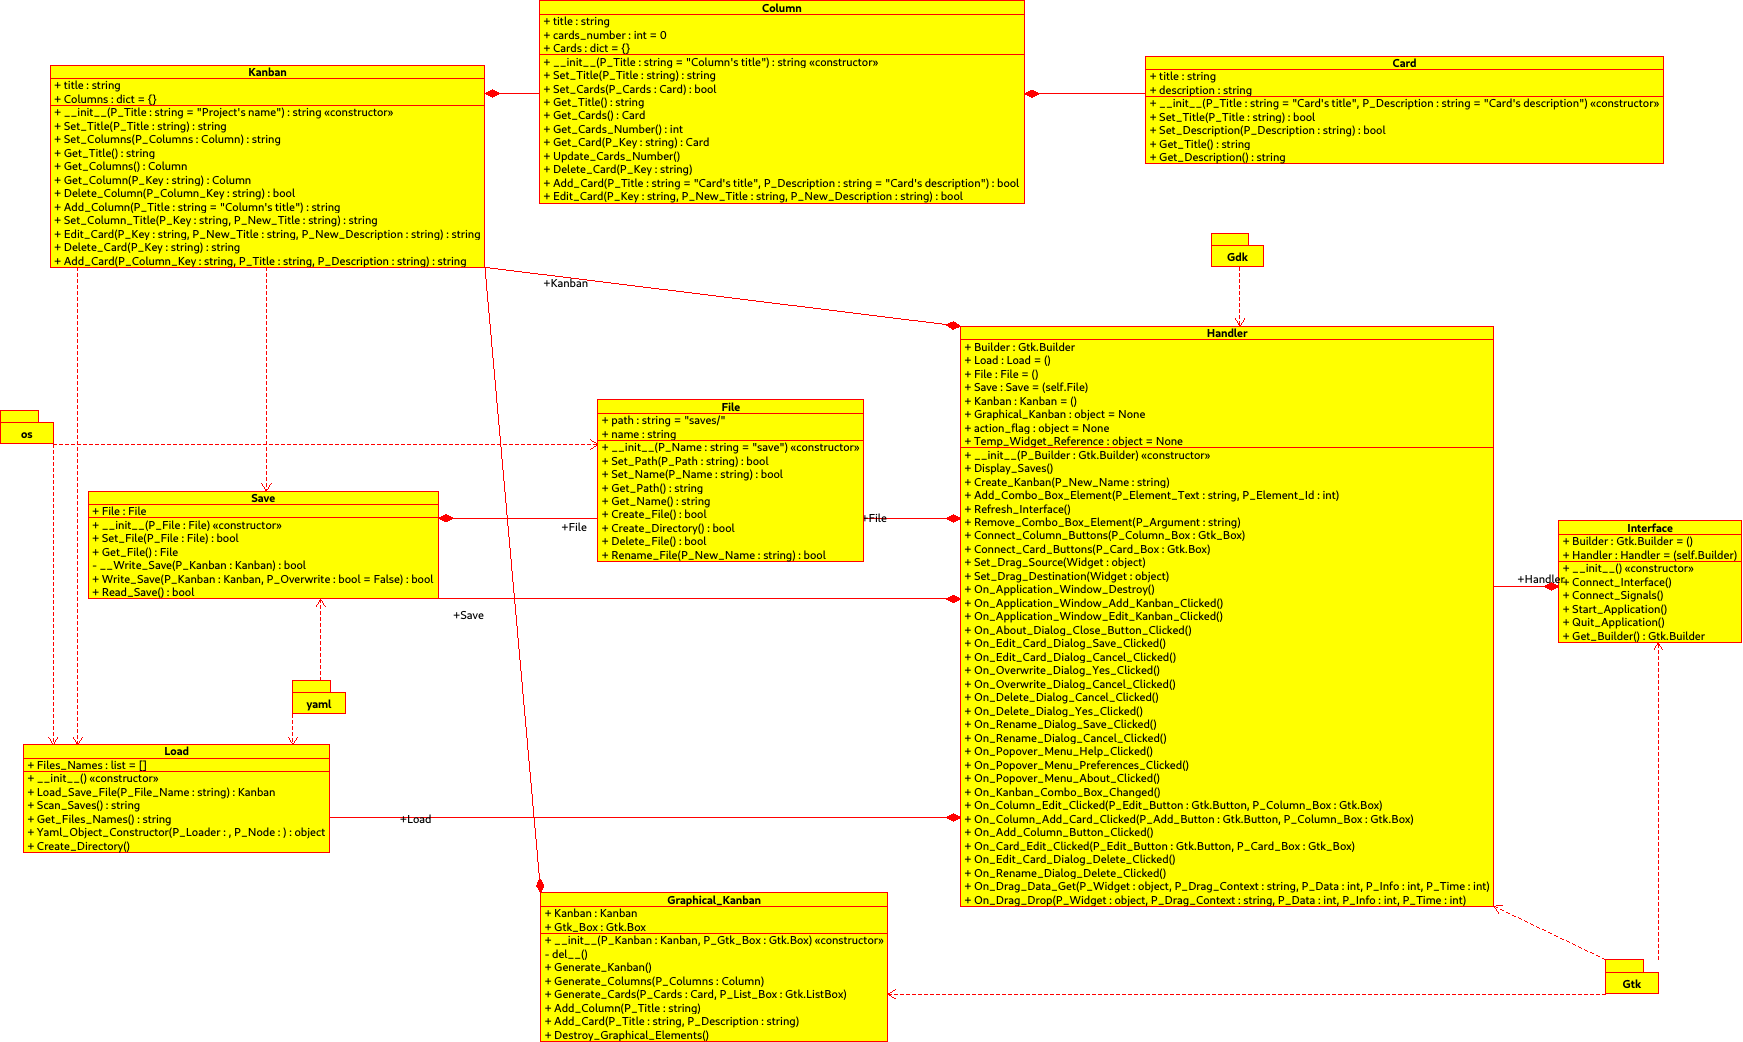 Column
+ title : string
+ cards_number : int = 0
+ Cards : dict = {}
+ __init__(P_Title : string = "Column's title") : string «constructor»
+ Set_Title(P_Title : string) : string
+ Set_Cards(P_Cards : Card) : bool
+ Get_Title() : string
+ Get_Cards() : Card
+ Get_Cards_Number() : int
+ Get_Card(P_Key : string) : Card
+ Update_Cards_Number()
+ Delete_Card(P_Key : string)
+ Add_Card(P_Title : string = "Card's title", P_Description : string = "Card's description") : bool
+ Edit_Card(P_Key : string, P_New_Title : string, P_New_Description : string) : bool
Kanban
+ title : string
+ Columns : dict = {}
+ __init__(P_Title : string = "Project's name") : string «constructor»
+ Set_Title(P_Title : string) : string
+ Set_Columns(P_Columns : Column) : string
+ Get_Title() : string
+ Get_Columns() : Column
+ Get_Column(P_Key : string) : Column
+ Delete_Column(P_Column_Key : string) : bool
+ Add_Column(P_Title : string = "Column's title") : string
+ Set_Column_Title(P_Key : string, P_New_Title : string) : string
+ Edit_Card(P_Key : string, P_New_Title : string, P_New_Description : string) : string
+ Delete_Card(P_Key : string) : string
+ Add_Card(P_Column_Key : string, P_Title : string, P_Description : string) : string
Card
+ title : string
+ description : string
+ __init__(P_Title : string = "Card's title", P_Description : string = "Card's description") «constructor»
+ Set_Title(P_Title : string) : bool
+ Set_Description(P_Description : string) : bool
+ Get_Title() : string
+ Get_Description() : string
Gdk
+Kanban
Handler
+ Builder : Gtk.Builder
+ Load : Load = ()
+ File : File = ()
+ Save : Save = (self.File)
+ Kanban : Kanban = ()
+ Graphical_Kanban : object = None
+ action_flag : object = None
+ Temp_Widget_Reference : object = None
+ __init__(P_Builder : Gtk.Builder) «constructor»
+ Display_Saves()
+ Create_Kanban(P_New_Name : string)
+ Add_Combo_Box_Element(P_Element_Text : string, P_Element_Id : int)
+ Refresh_Interface()
+ Remove_Combo_Box_Element(P_Argument : string)
+ Connect_Column_Buttons(P_Column_Box : Gtk_Box)
+ Connect_Card_Buttons(P_Card_Box : Gtk.Box)
+ Set_Drag_Source(Widget : object)
+ Set_Drag_Destination(Widget : object)
+ On_Application_Window_Destroy()
+ On_Application_Window_Add_Kanban_Clicked()
+ On_Application_Window_Edit_Kanban_Clicked()
+ On_About_Dialog_Close_Button_Clicked()
+ On_Edit_Card_Dialog_Save_Clicked()
+ On_Edit_Card_Dialog_Cancel_Clicked()
+ On_Overwrite_Dialog_Yes_Clicked()
+ On_Overwrite_Dialog_Cancel_Clicked()
+ On_Delete_Dialog_Cancel_Clicked()
+ On_Delete_Dialog_Yes_Clicked()
+ On_Rename_Dialog_Save_Clicked()
+ On_Rename_Dialog_Cancel_Clicked()
+ On_Popover_Menu_Help_Clicked()
+ On_Popover_Menu_Preferences_Clicked()
+ On_Popover_Menu_About_Clicked()
+ On_Kanban_Combo_Box_Changed()
+ On_Column_Edit_Clicked(P_Edit_Button : Gtk.Button, P_Column_Box : Gtk.Box)
+ On_Column_Add_Card_Clicked(P_Add_Button : Gtk.Button, P_Column_Box : Gtk.Box)
+ On_Add_Column_Button_Clicked()
+ On_Card_Edit_Clicked(P_Edit_Button : Gtk.Button, P_Card_Box : Gtk_Box)
+ On_Edit_Card_Dialog_Delete_Clicked()
+ On_Rename_Dialog_Delete_Clicked()
+ On_Drag_Data_Get(P_Widget : object, P_Drag_Context : string, P_Data : int, P_Info : int, P_Time : int)
+ On_Drag_Drop(P_Widget : object, P_Drag_Context : string, P_Data : int, P_Info : int, P_Time : int)
File
+ path : string = "saves/"
+ name : string
+ __init__(P_Name : string = "save") «constructor»
+ Set_Path(P_Path : string) : bool
+ Set_Name(P_Name : string) : bool
+ Get_Path() : string
+ Get_Name() : string
+ Create_File() : bool
+ Create_Directory() : bool
+ Delete_File() : bool
+ Rename_File(P_New_Name : string) : bool
os
Save
+ File : File
+ __init__(P_File : File) «constructor»
+ Set_File(P_File : File) : bool
+ Get_File() : File
- __Write_Save(P_Kanban : Kanban) : bool
+ Write_Save(P_Kanban : Kanban, P_Overwrite : bool = False) : bool
+ Read_Save() : bool
+File
+File
Interface
+ Builder : Gtk.Builder = ()
+ Handler : Handler = (self.Builder)
+ __init__() «constructor»
+ Connect_Interface()
+ Connect_Signals()
+ Start_Application()
+ Quit_Application()
+ Get_Builder() : Gtk.Builder
+Handler
+Save
yaml
Load
+ Files_Names : list = []
+ __init__() «constructor»
+ Load_Save_File(P_File_Name : string) : Kanban
+ Scan_Saves() : string
+ Get_Files_Names() : string
+ Yaml_Object_Constructor(P_Loader : , P_Node : ) : object
+ Create_Directory()
+Load
Graphical_Kanban
+ Kanban : Kanban
+ Gtk_Box : Gtk.Box
+ __init__(P_Kanban : Kanban, P_Gtk_Box : Gtk.Box) «constructor»
- del__()
+ Generate_Kanban()
+ Generate_Columns(P_Columns : Column)
+ Generate_Cards(P_Cards : Card, P_List_Box : Gtk.ListBox)
+ Add_Column(P_Title : string)
+ Add_Card(P_Title : string, P_Description : string)
+ Destroy_Graphical_Elements()
Gtk